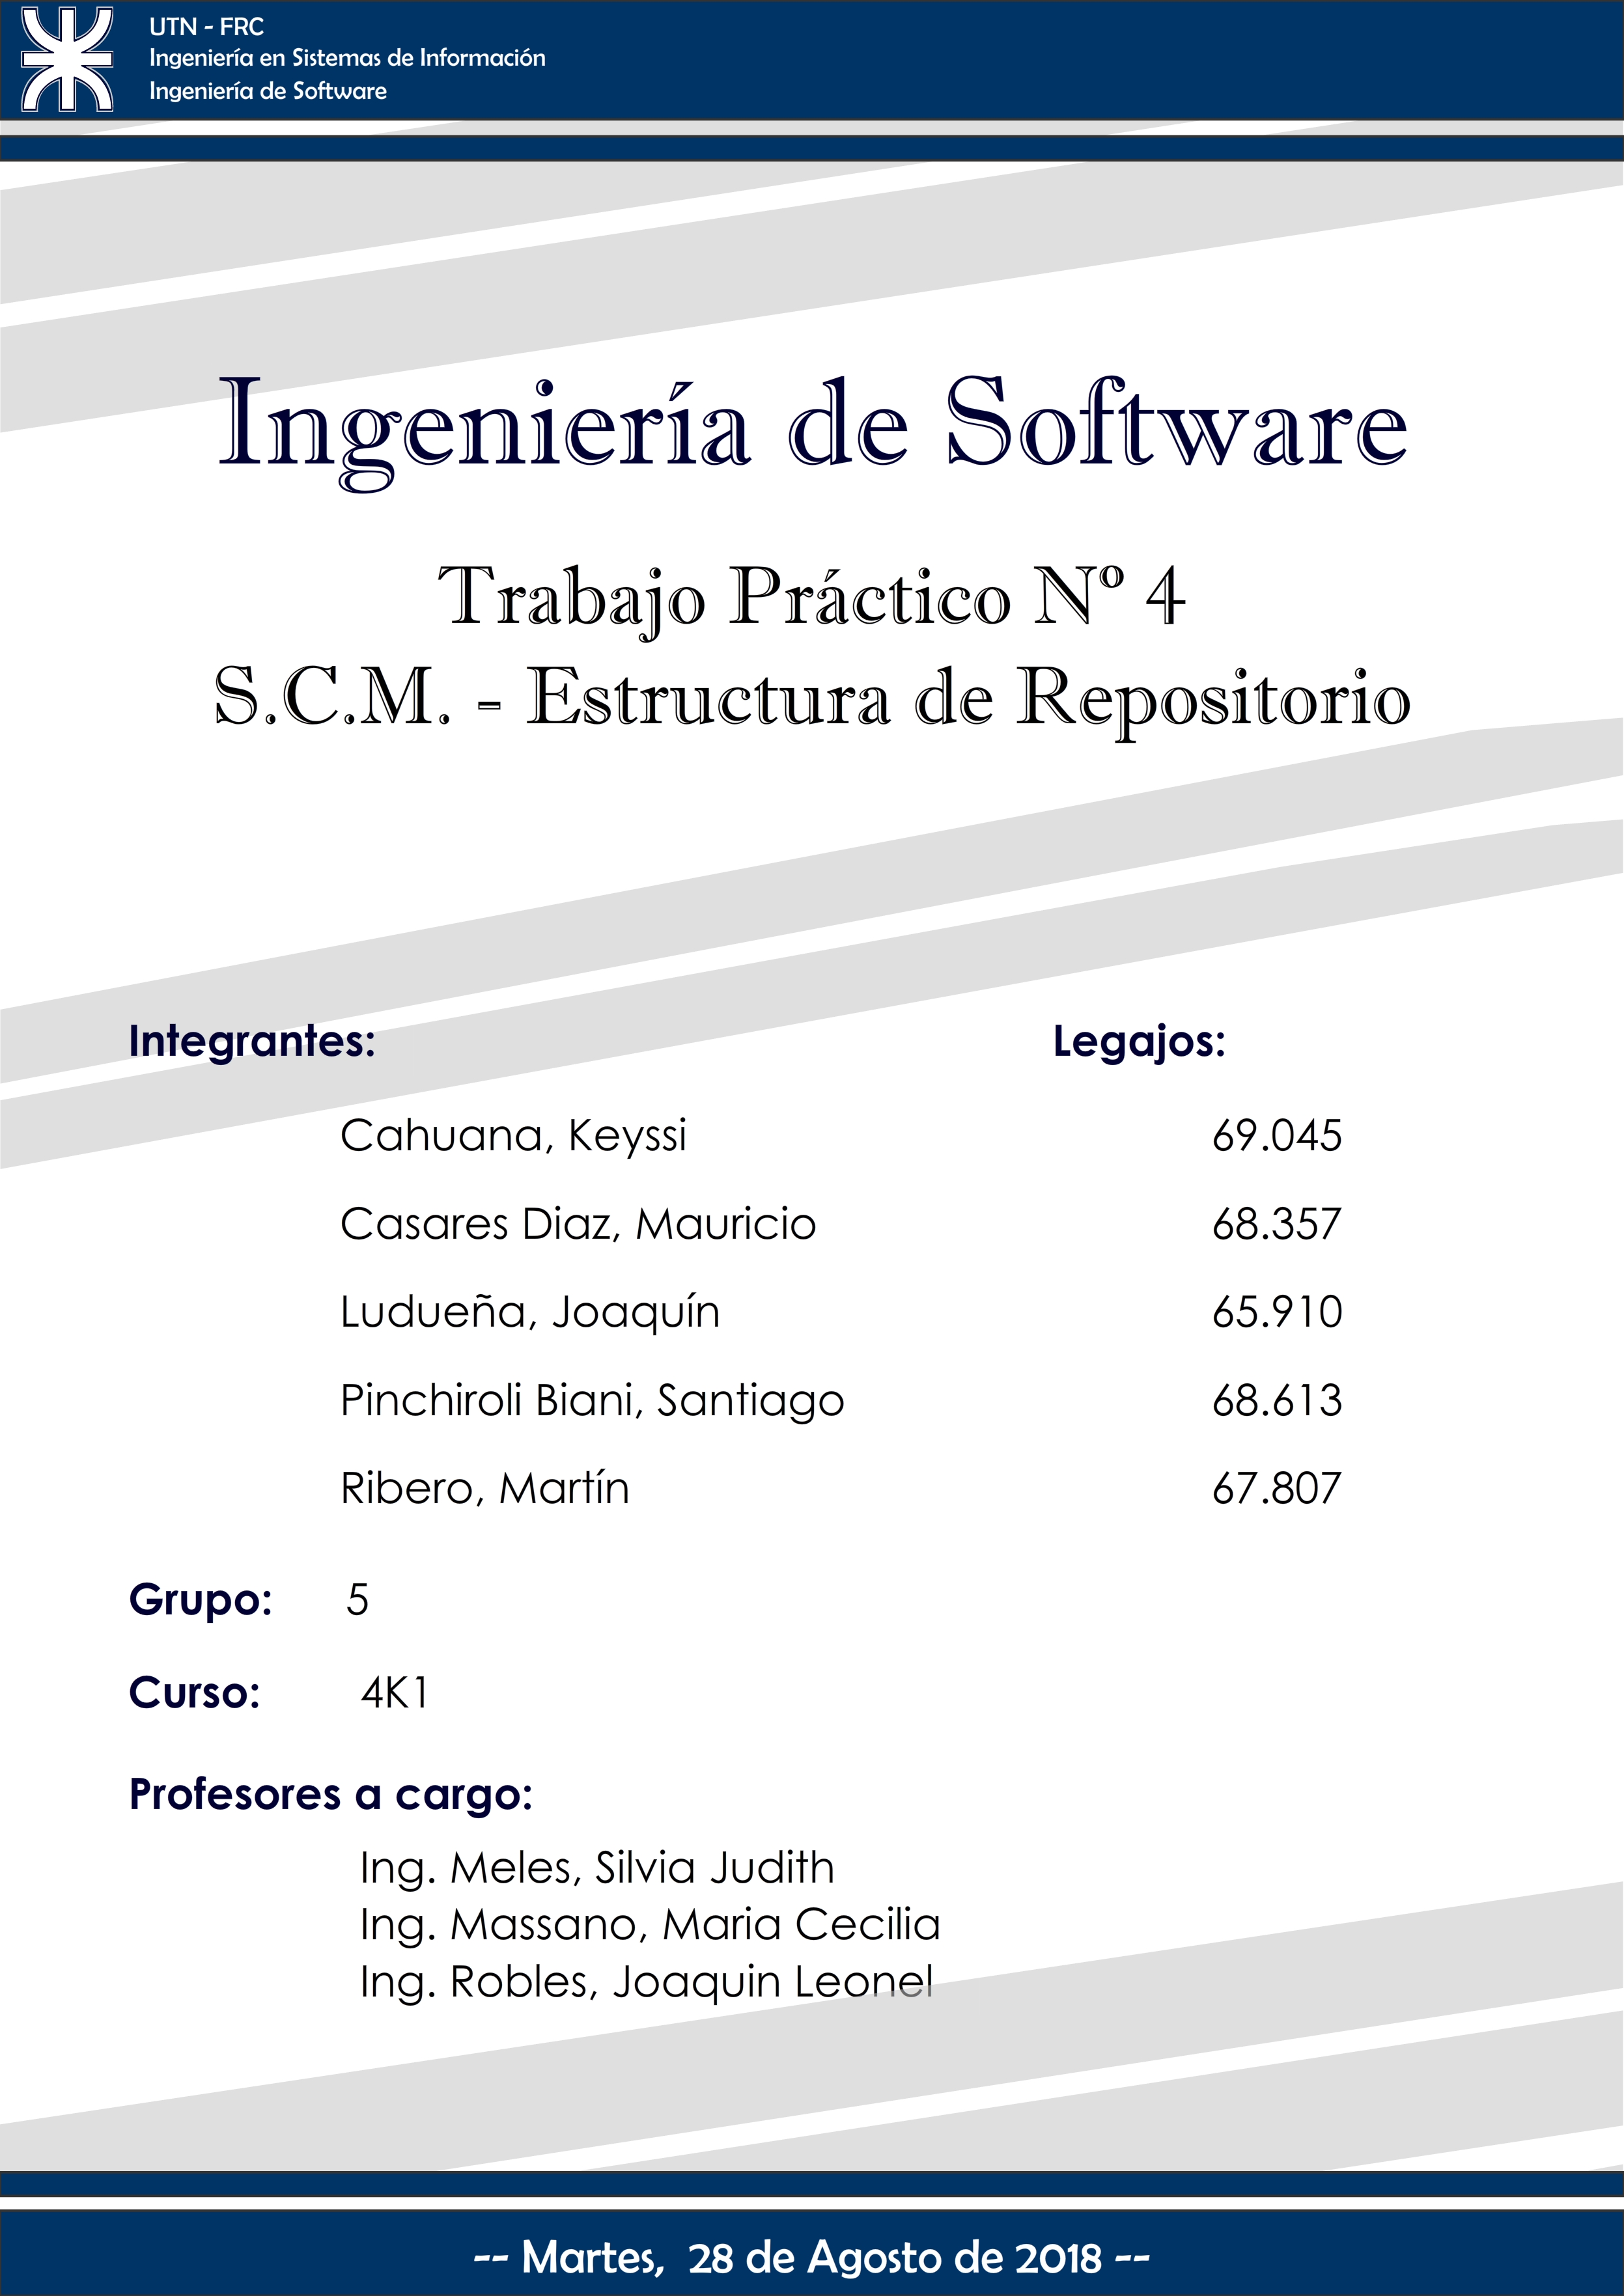 UTN - FRC
Ingeniería en Sistemas de Información
Ingeniería de Software
Ingeniería de Software
Trabajo Práctico Nº 4
S.C.M. - Estructura de Repositorio
Integrantes: Legajos:
Cahuana, Keyssi 69.045
Casares Diaz, Mauricio 68.357
Ludueña, Joaquín 65.910
Pinchiroli Biani, Santiago 68.613
Ribero, Martín 67.807
Grupo: 5
Curso: 4K1
Profesores a cargo:
Ing. Meles, Silvia Judith
Ing. Massano, Maria Cecilia
Ing. Robles, Joaquin Leonel
-- Martes, 28 de Agosto de 2018 --